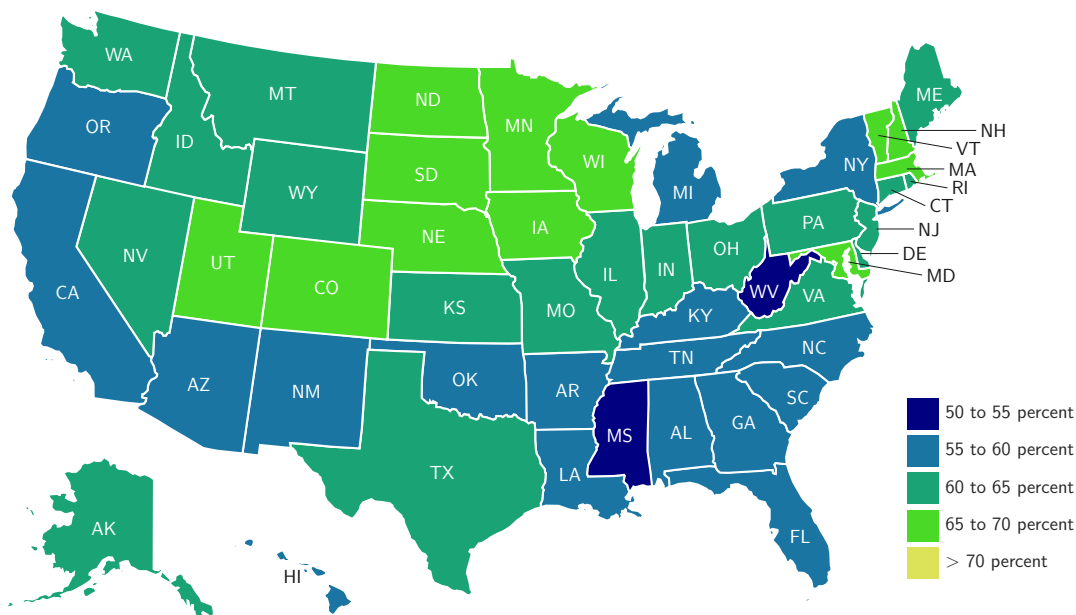 WA
MT
ND
MN
ME
OR
ID
NH
VT
WI
NY
MA
SD
WY
MI
RI
CT
PA
NE
IA
NJ
OH
NV
DE
UT
IN
IL
MD
CO
CA
WV
VA
KS
MO
KY
NC
TN
AZ
OK
NM
AR
SC
GA
MS
AL
TX
LA
AK
FL
HI
50 to 55 percent
55 to 60 percent
60 to 65 percent
65 to 70 percent
> 70 percent